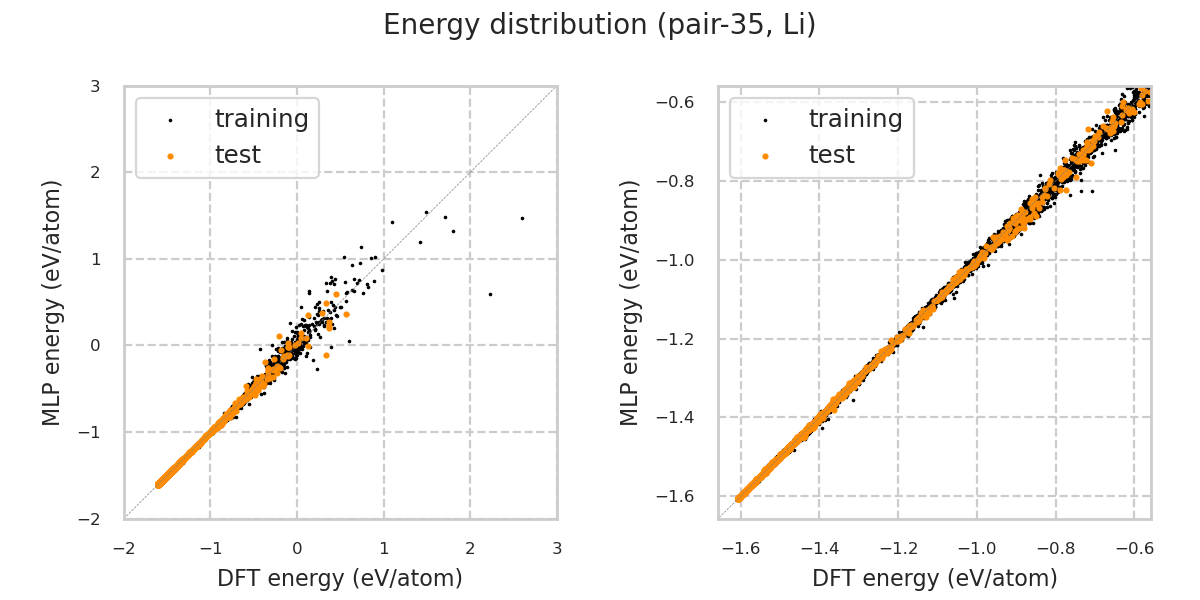 Energy distribution (pair-35, Li)
training
test
3
2
1
0
−1
−2
−2
−1
0
1
2
3
MLP energy (eV/atom)
DFT energy (eV/atom)
training
test
−0.6
−0.8
−1.0
−1.2
−1.4
−1.6
−1.6
−1.4
−1.2
−1.0
−0.8
−0.6
MLP energy (eV/atom)
DFT energy (eV/atom)